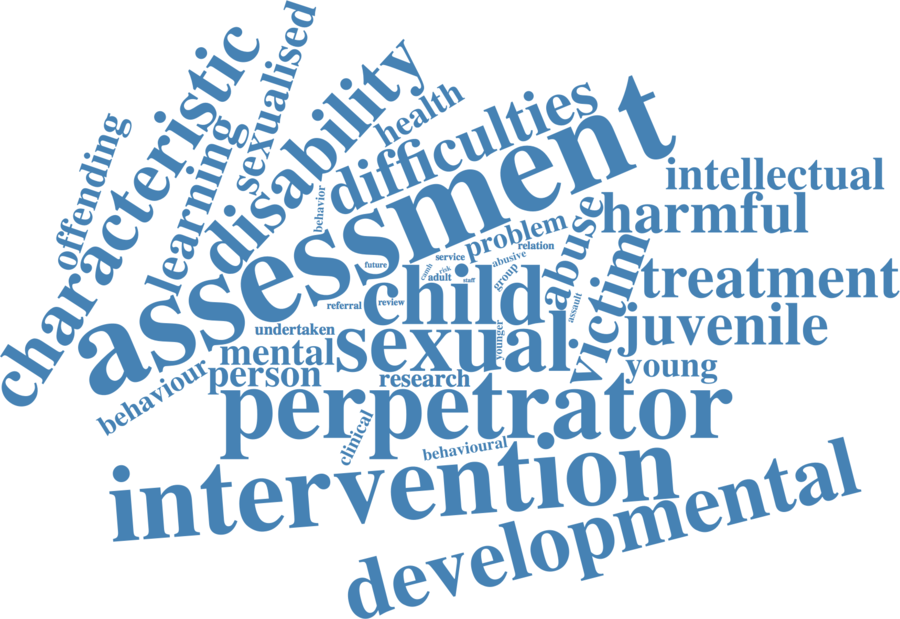 sexualised
characteristic
disability
health
offending
learning
difficulties
assessment
behavior
intellectual
harmful
abuse
problem
relation
service
abusive
future
camh
risk
adult
staff
group
victim
treatment
child
referral
review
assault
undertaken
younger
juvenile
mental
sexual
behaviour
person
research
young
perpetrator
clinical
behavioural
intervention
developmental